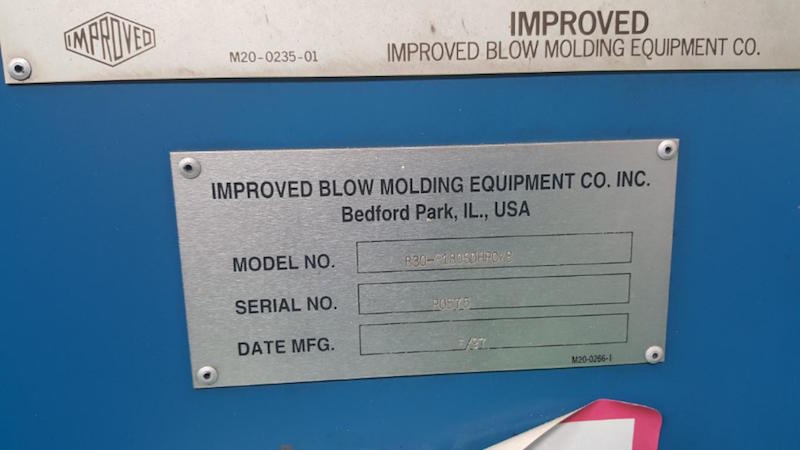 IMPROVED
M20-0235-01
IMPROVED
IMPROVED BLOW MOLDING EQUIPMENT CO.
IMPROVED BLOW MOLDING EQUIPMENT CO. INC.
Bedford Park, IL., USA
MODEL NO.
SERIAL NO.
DATE MFG.
M20-0266-1